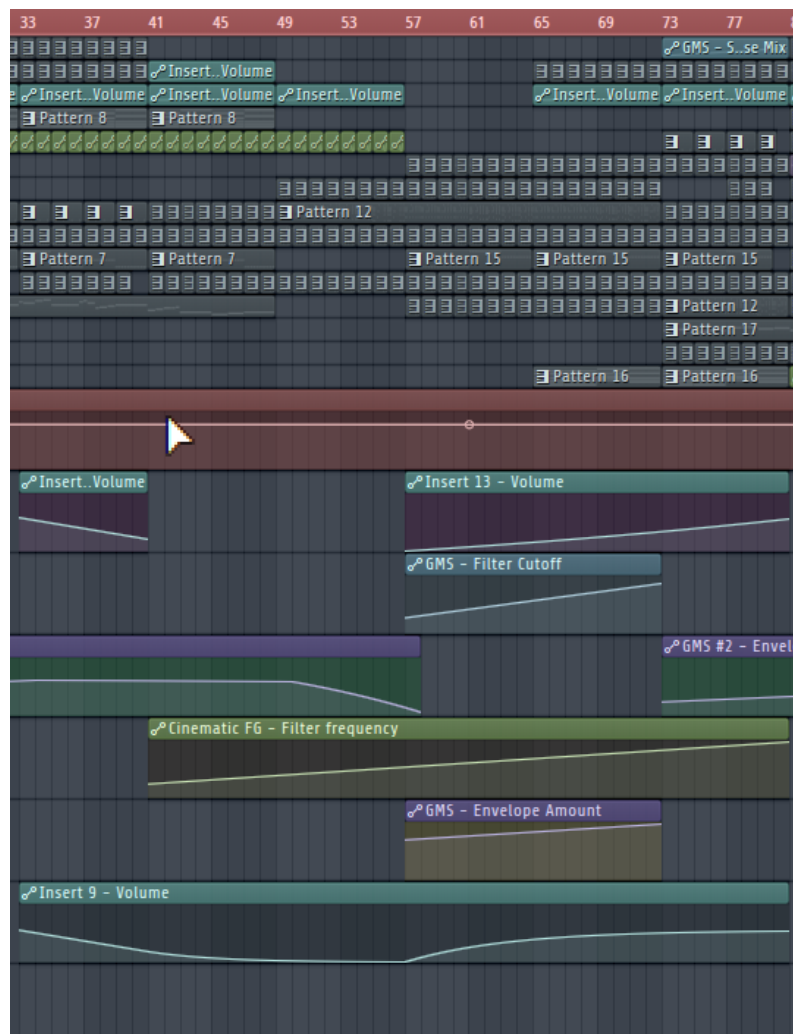 33 37 41 45 49 53 57 61 65 69 73 77
GMS - S..se Mix
Insert..Volume
Insert..Volume Insert..Volume Insert..Volume Insert..Volume Insert..Volume
Pattern 8 Pattern 8
Pattern 12
Pattern 7 Pattern 7 Pattern 15 Pattern 15 Pattern 15
Pattern 12
Pattern 17
Pattern 16 Pattern 16
Insert..Volume Insert 13 - Volume
GMS - Filter Cutoff
GMS #2 - Envel
Cinematic FG - Filter frequency
GMS - Envelope Amount
Insert 9 - Volume